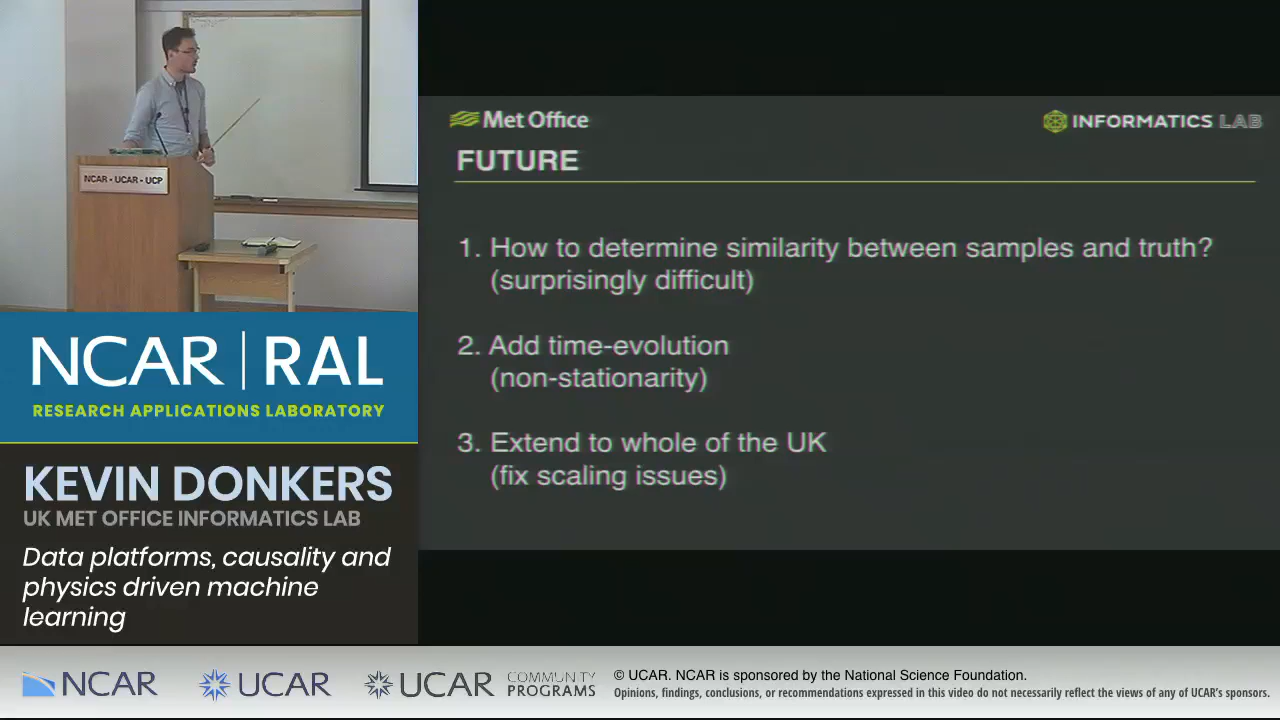 NCAR - UCAR - UCP
NCAR | RAL
RESEARCH APPLICATIONS LABORATORY
KEVIN DONKERS
UK MET OFFICE INFORMATICS LAB
Data platforms, causality and
physics driven machine
learning
Met Office
INFORMATICS LAB
FUTURE
1. How to determine similarity between samples and truth?
(surprisingly difficult)
2. Add time-evolution
(non-stationarity)
3. Extend to whole of the UK
(fix scaling issues)
NCAR
UCAR
UCAR
COMMUNITY
PROGRAMS
© UCAR. NCAR is sponsored by the National Science Foundation.
Opinions, findings, conclusions, or recommendations expressed in this video do not necessarily reflect the views of any of UCAR's sponsors.